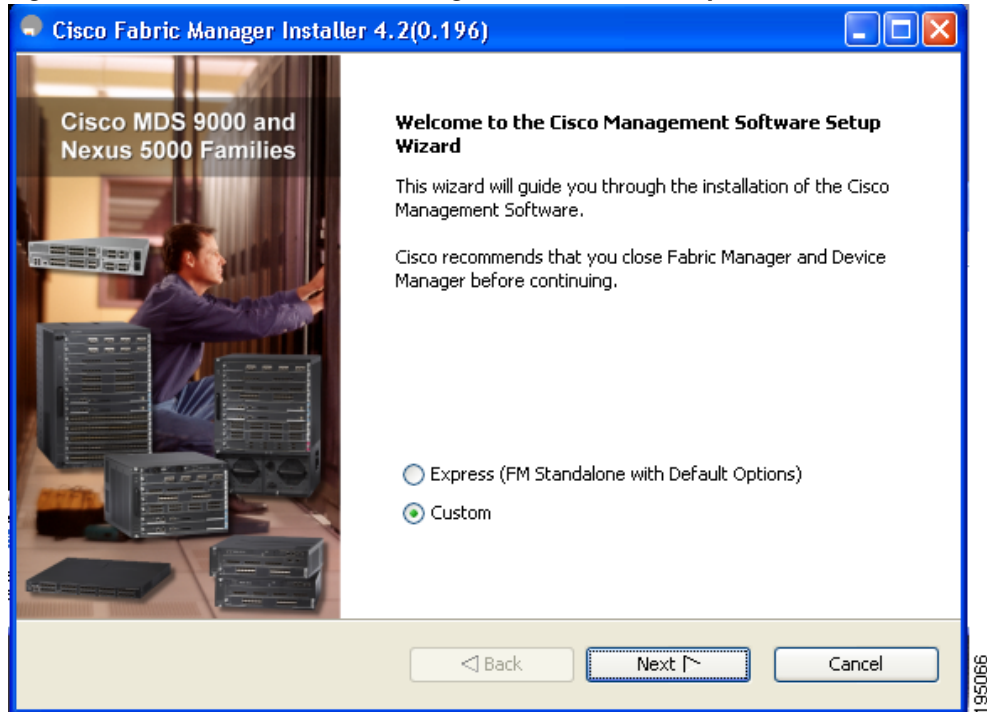 Cisco Fabric Manager Installer 4.2(0.196)
Cisco MDS 9000 and
Nexus 5000 Families
Welcome to the Cisco Management Software Setup
Wizard
This wizard will guide you through the installation of the Cisco
Management Software.
Cisco recommends that you close Fabric Manager and Device
Manager before continuing.
Express (FM Standalone with Default Options)
Custom
Back
Next
Cancel
195066